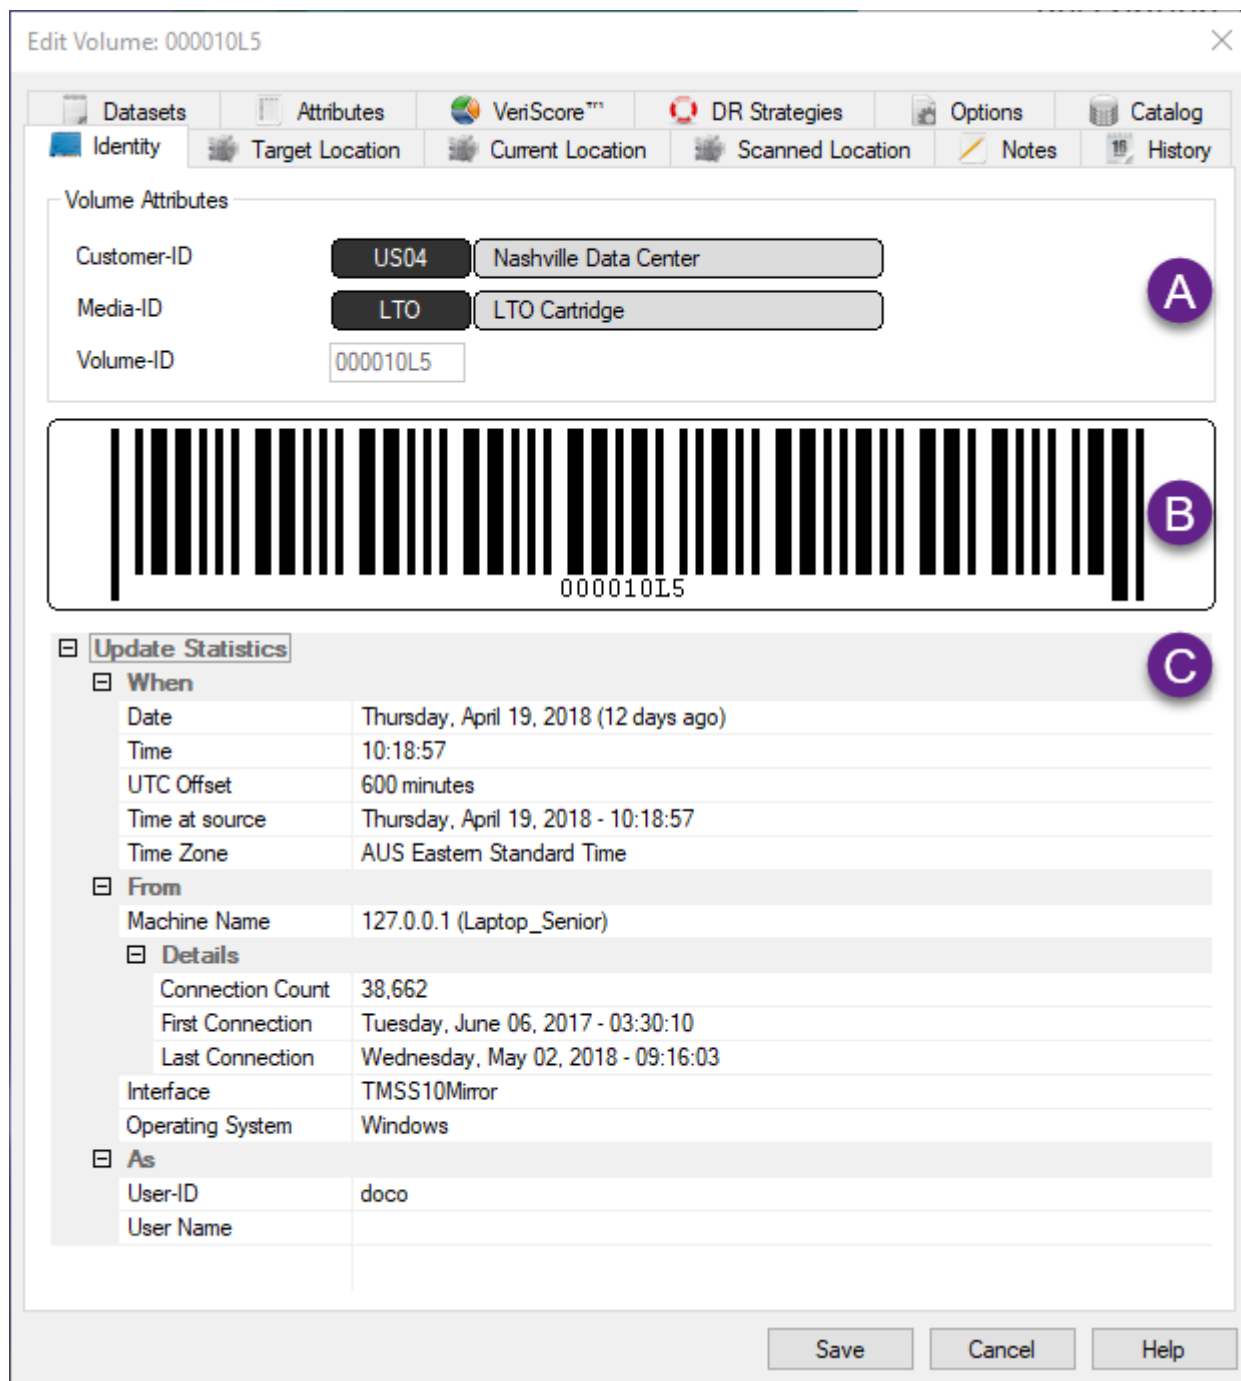 Edit Volume: 000010L5
Datasets Attributes VeriScore™ DR Strategies Options Catalog
Identity Target Location Current Location Scanned Location Notes 16 History
Volume Attributes
Customer-ID US04 Nashville Data Center
A
Media-ID LTO LTO Cartridge
Volume-ID 000010L5
B
000010L5
Update Statistics
C
When
Date Thursday, April 19, 2018 (12 days ago)
Time 10:18:57
UTC Offset 600 minutes
Time at source Thursday, April 19, 2018 - 10:18:57
Time Zone AUS Eastern Standard Time
From
Machine Name 127.0.0.1 (Laptop_Senior)
Details
Connection Count 38,662
First Connection Tuesday, June 06, 2017 - 03:30:10
Last Connection Wednesday, May 02, 2018 - 09:16:03
Interface TMSS10Mirror
Operating System Windows
As
User-ID doco
User Name
Save Cancel Help